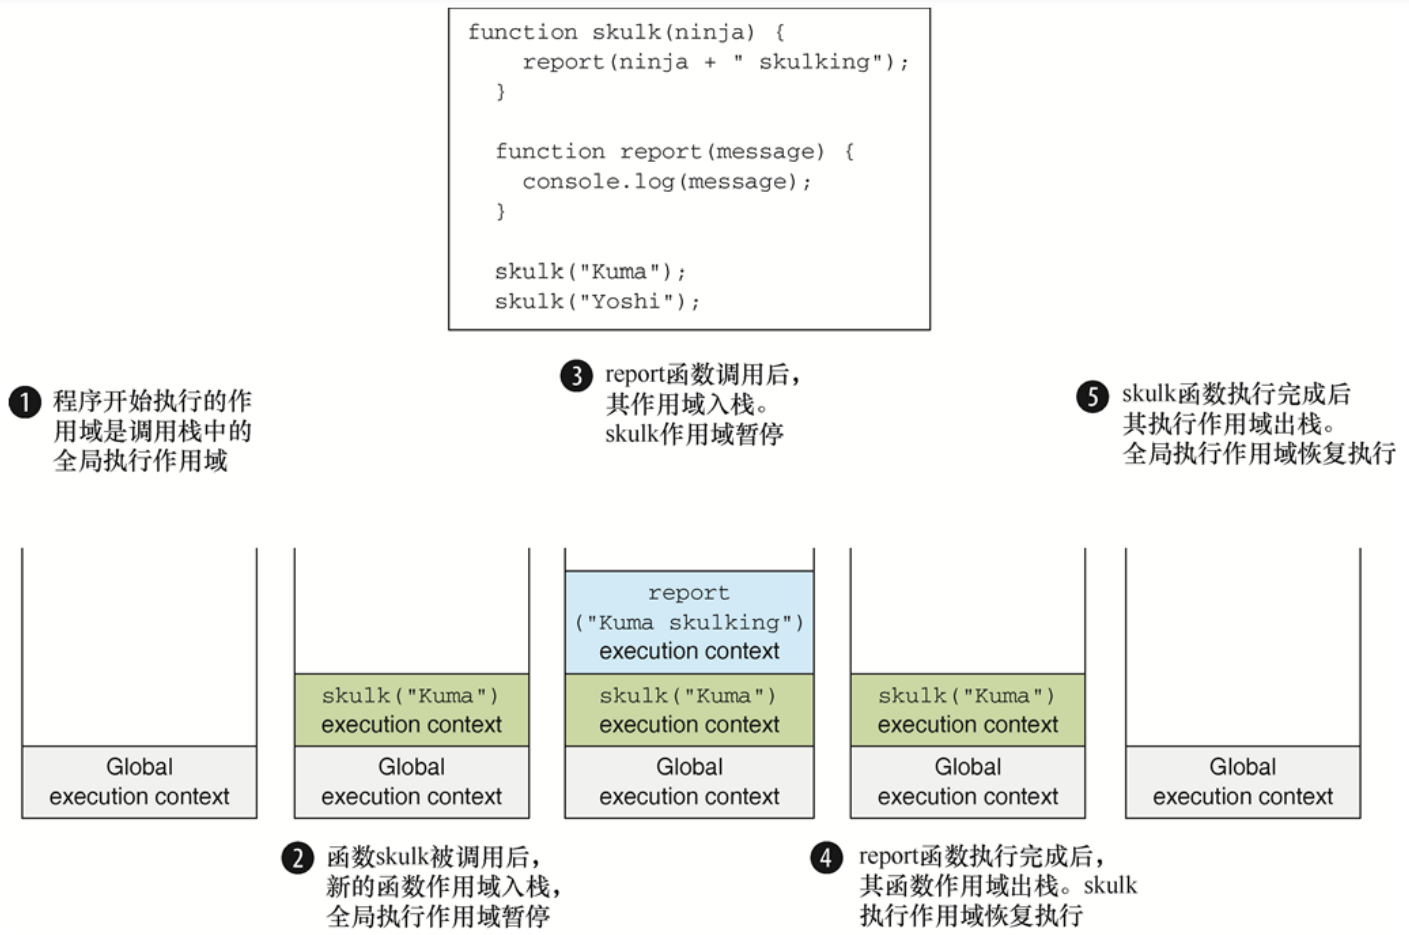 function skulk(ninja) {
report(ninja + " skulking");
}
function report(message) {
console.log(message);
}
skulk("Kuma");
skulk("Yoshi");
1 程序开始执行的作
用域是调用栈中的
全局执行作用域
3 report函数调用后，
其作用域入栈。
skulk作用域暂停
5 skulk函数执行完成后
其执行作用域出栈。
全局执行作用域恢复执行
Global
execution context
skulk("Kuma")
execution context
Global
execution context
report
("Kuma skulking")
execution context
skulk("Kuma")
execution context
Global
execution context
skulk("Kuma")
execution context
Global
execution context
Global
execution context
2 函数skulk被调用后，
新的函数作用域入栈，
全局执行作用域暂停
4 report函数执行完成后，
其函数作用域出栈。skulk
执行作用域恢复执行